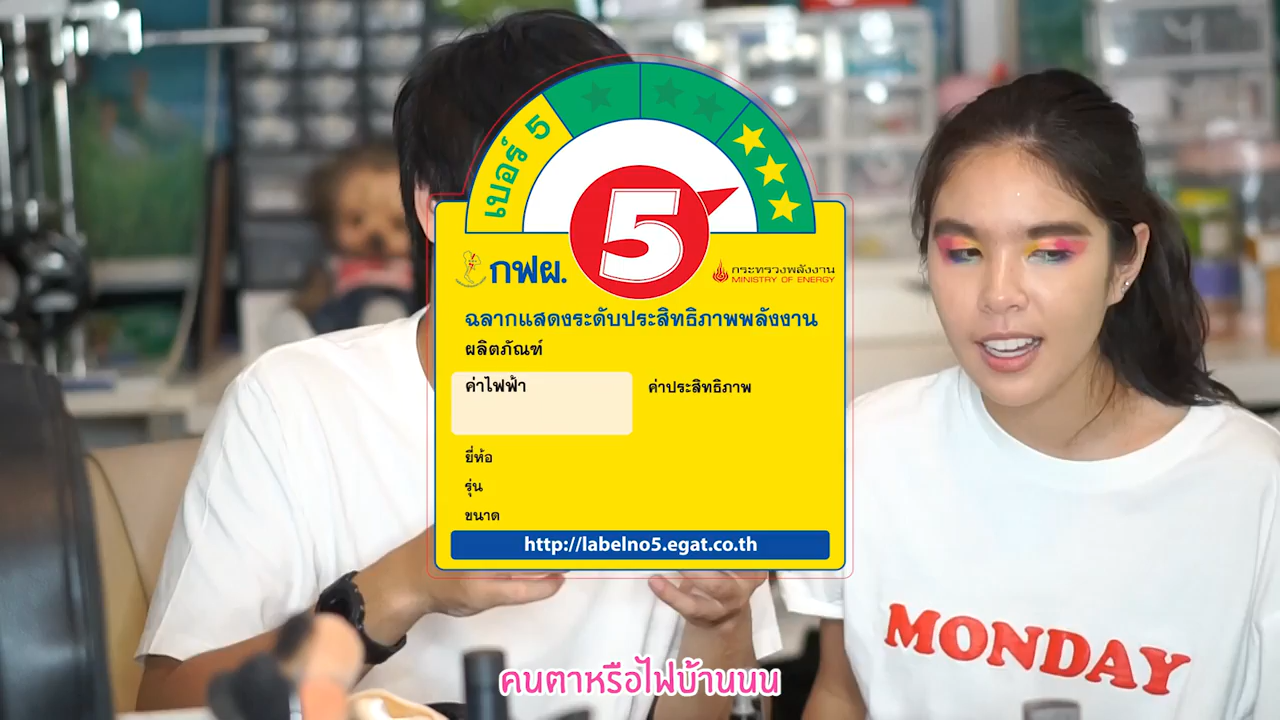 เบอร์ 5
5
กฟผ.
กระทรวงพลังงาน
MINISTRY OF ENERGY
ฉลากแสดงระดับประสิทธิภาพพลังงาน
ผลิตภัณฑ์
ค่าไฟฟ้า
ค่าประสิทธิภาพ
ยี่ห้อ
รุ่น
ขนาด
http://labelno5.egat.co.th
MONDAY
คนตาหรือไฟบ้านนน